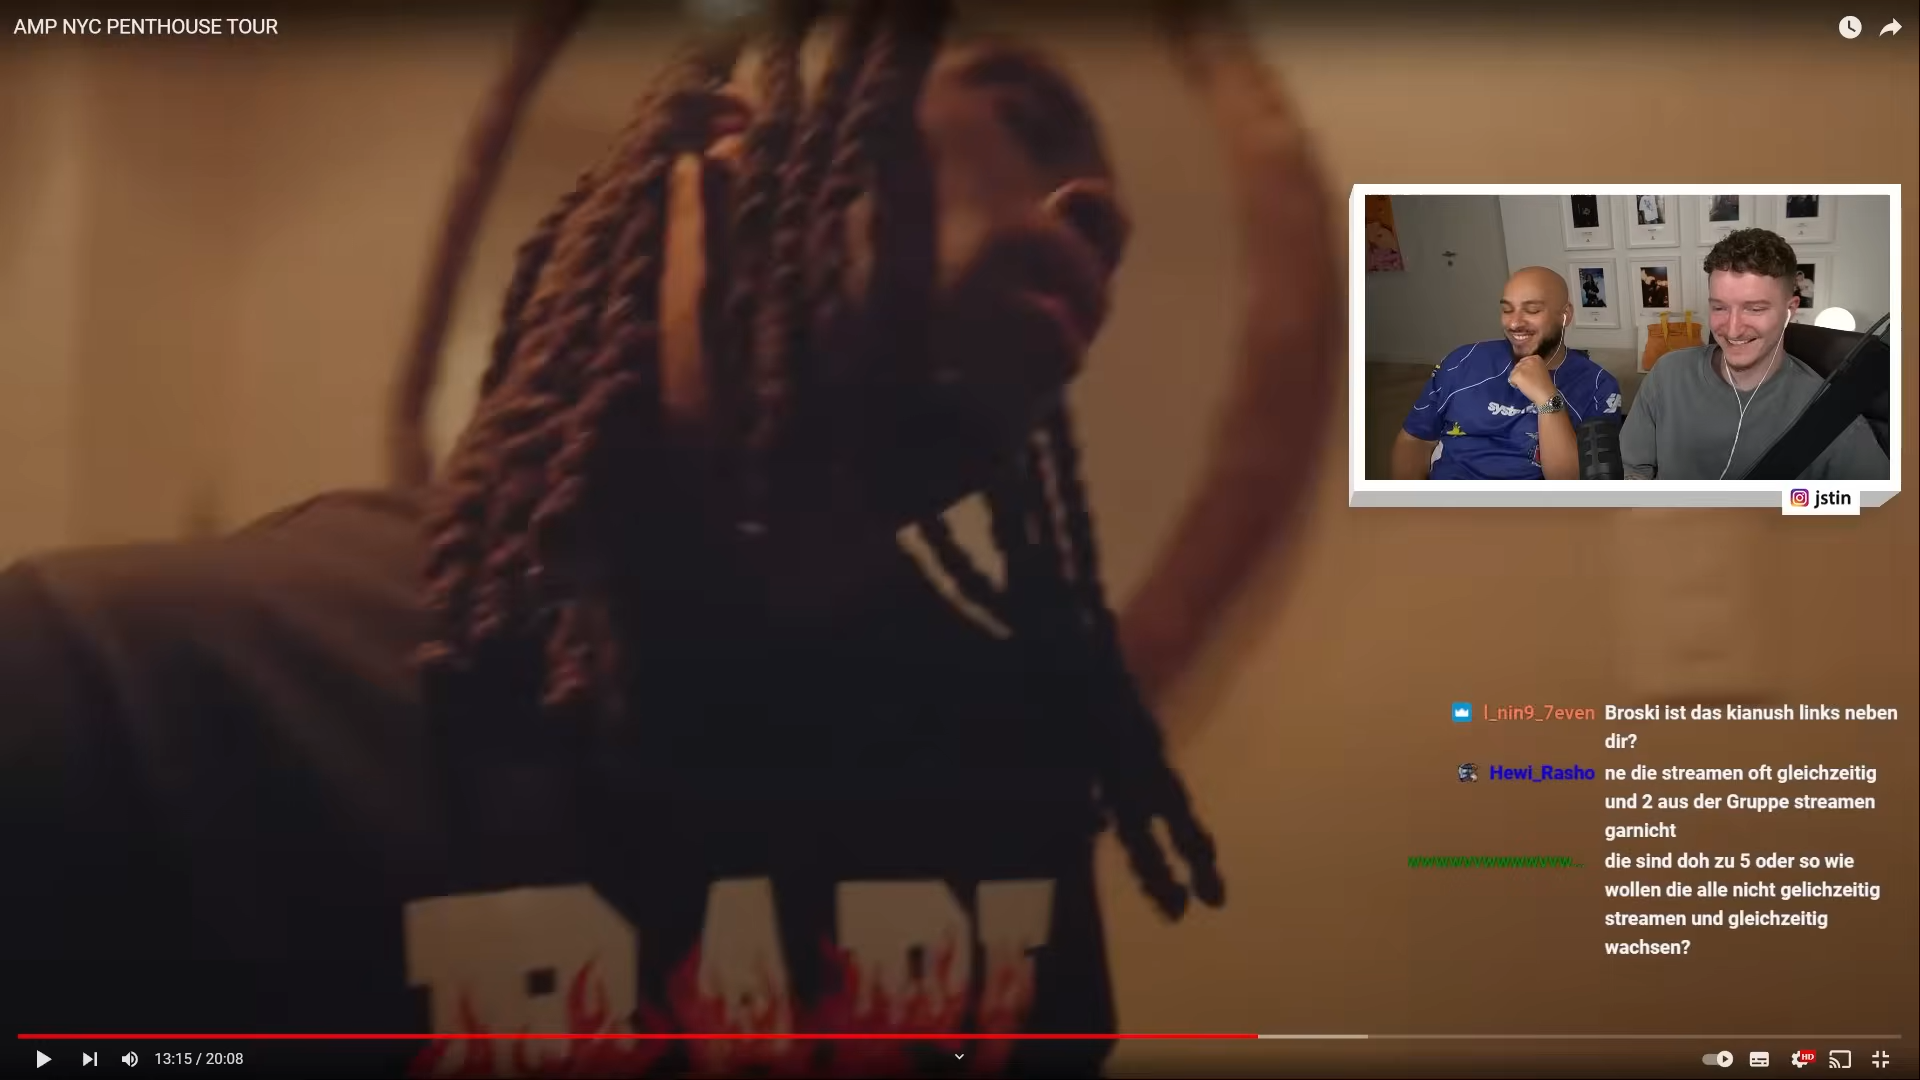 AMP NYC PENTHOUSE TOUR
jstin
l_nin9_7even Broski ist das kianush links neben
dir?
Hewi_Rasho ne die streamen oft gleichzeitig
und 2 aus der Gruppe streamen
garnicht
die sind doh zu 5 oder so wie
wollen die alle nicht gelichzeitig
streamen und gleichzeitig
wachsen?
13:15 / 20:08
HD